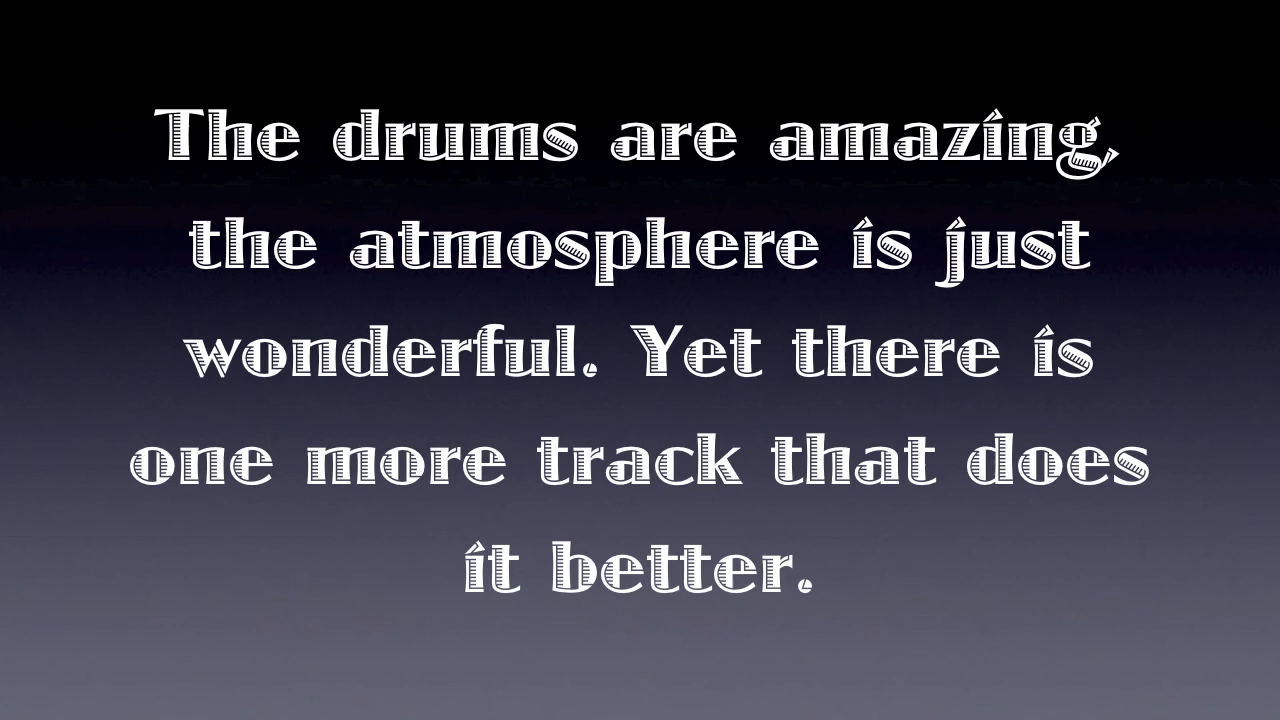 The drums are amazing,
the atmosphere is just
wonderful. Yet there is
one more track that does
it better.